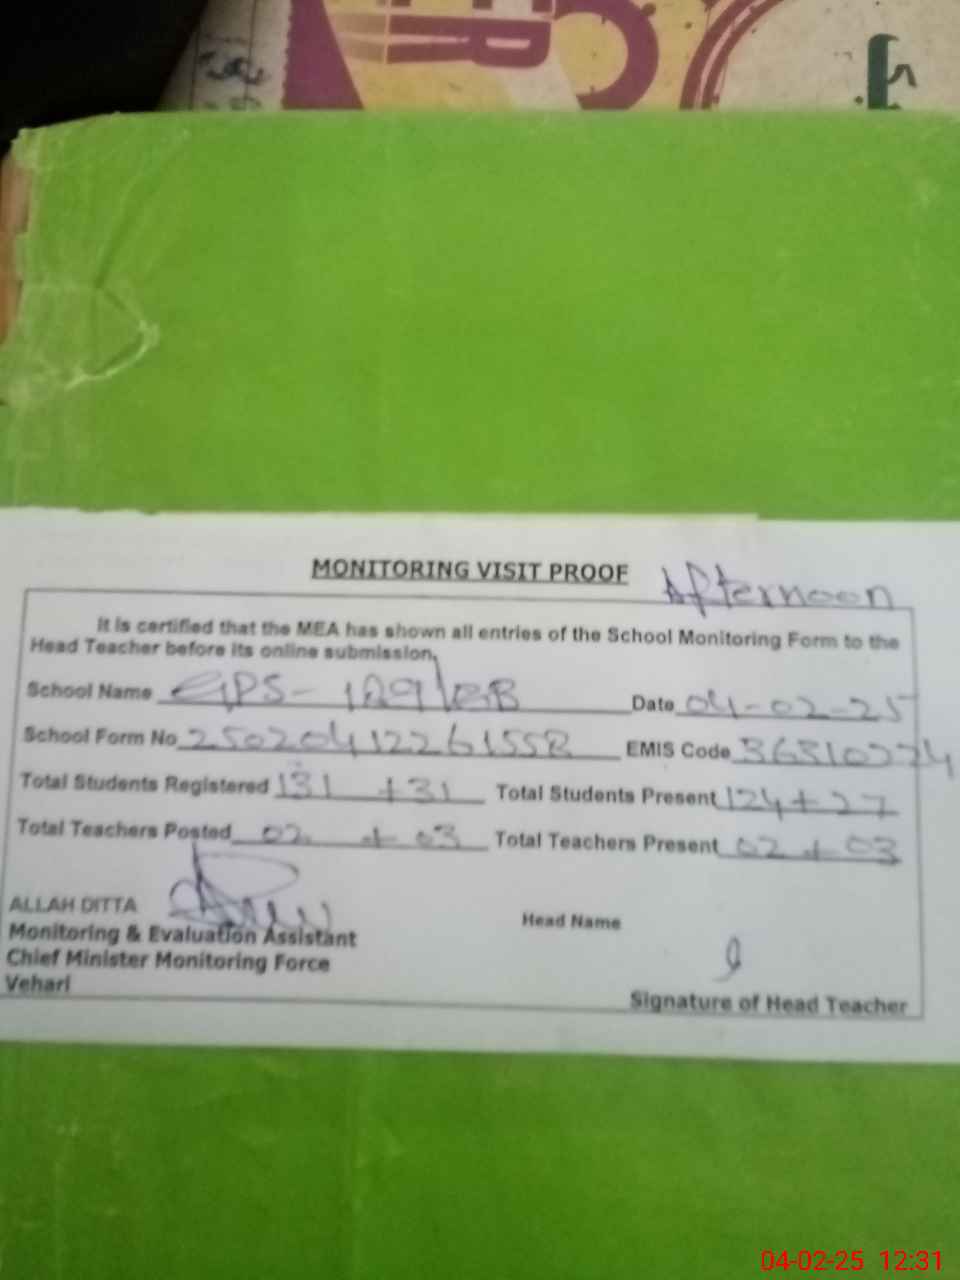 MONITORING VISIT PROOF Afternoon
It is certified that the MEA has shown all entries of the School Monitoring Form to the
Head Teacher before its online submission.
School Name GPS-129/EB Date 04-02-25
School Form No EMIS Code
Total Students Registered 131 +31 Total Students Present 124+27
Total Teachers Posted 02 + 03 Total Teachers Present 02 + 03
ALLAH DITTA
Monitoring & Evaluation Assistant Head Name
Chief Minister Monitoring Force
Vehari
Signature of Head Teacher
04-02-25 12:31